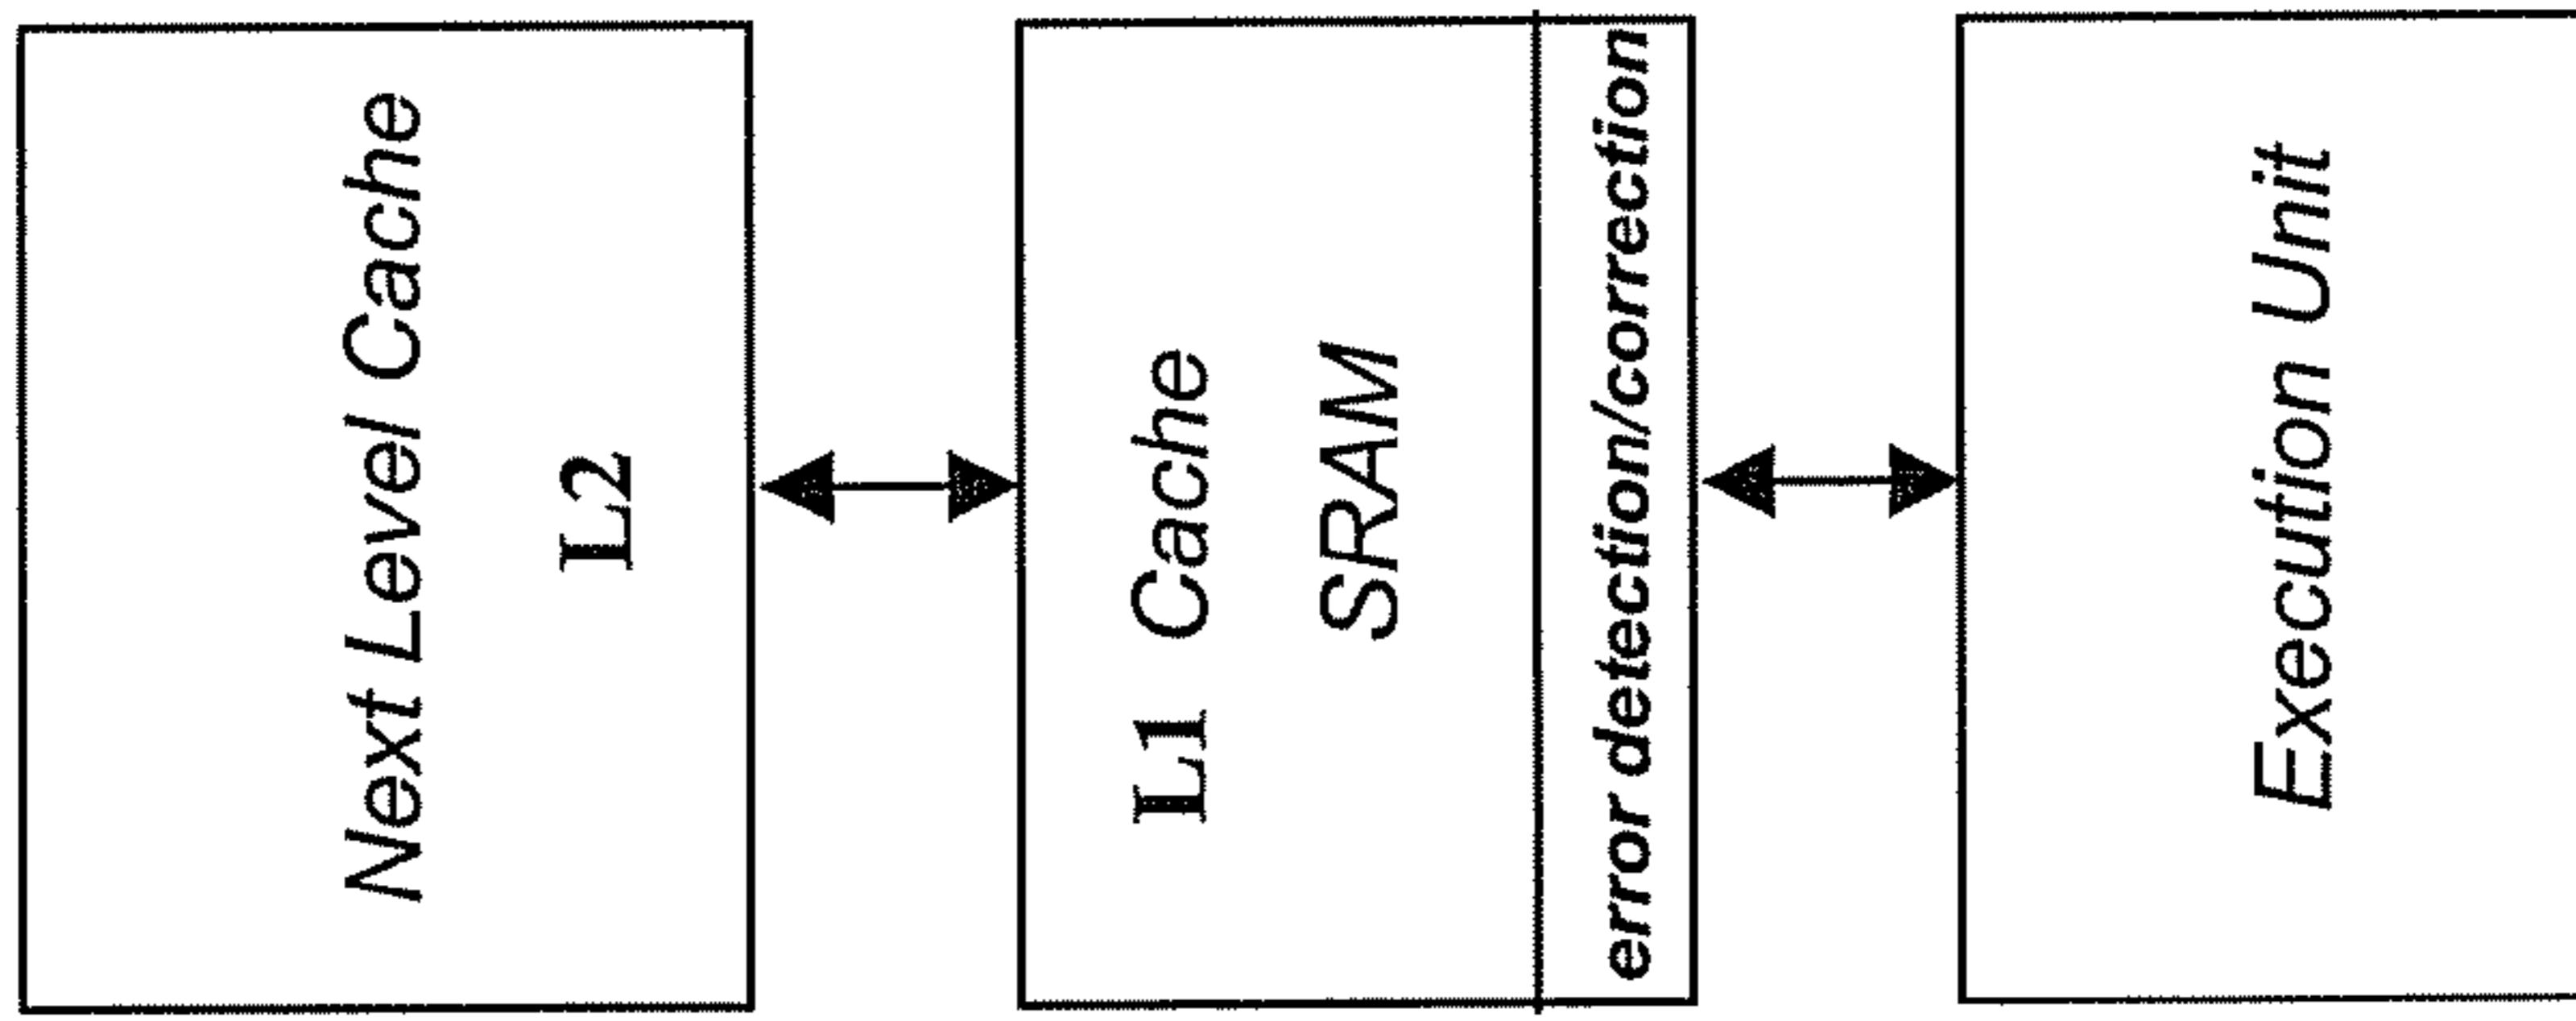 Next Level Cache
L2
L1 Cache
SRAM
error detection/correction
Execution Unit